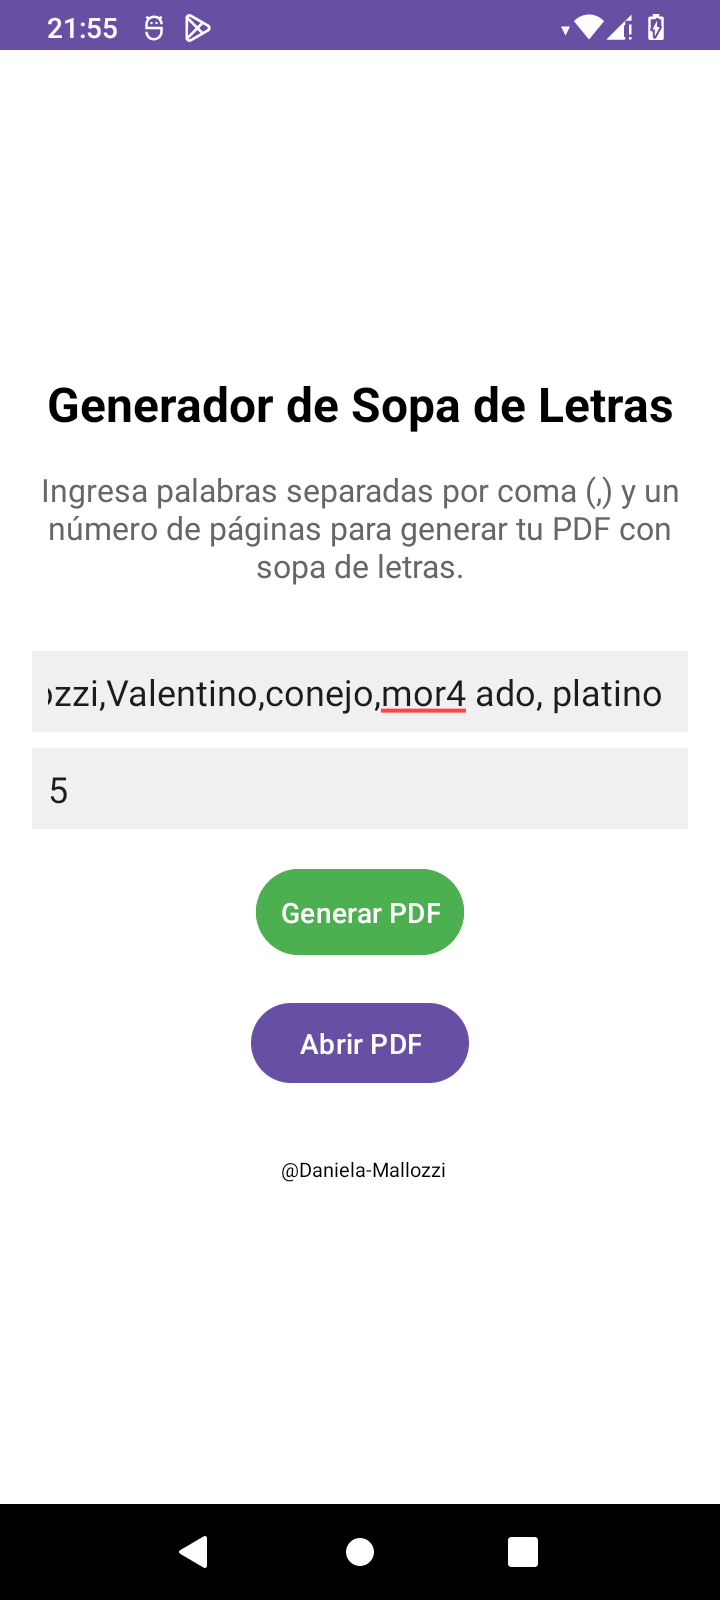 21:55
Generador de Sopa de Letras
Ingresa palabras separadas por coma (,) y un
número de páginas para generar tu PDF con
sopa de letras.
ozzi,Valentino,conejo,mor4 ado, platino
5
Generar PDF
Abrir PDF
@Daniela-Mallozzi